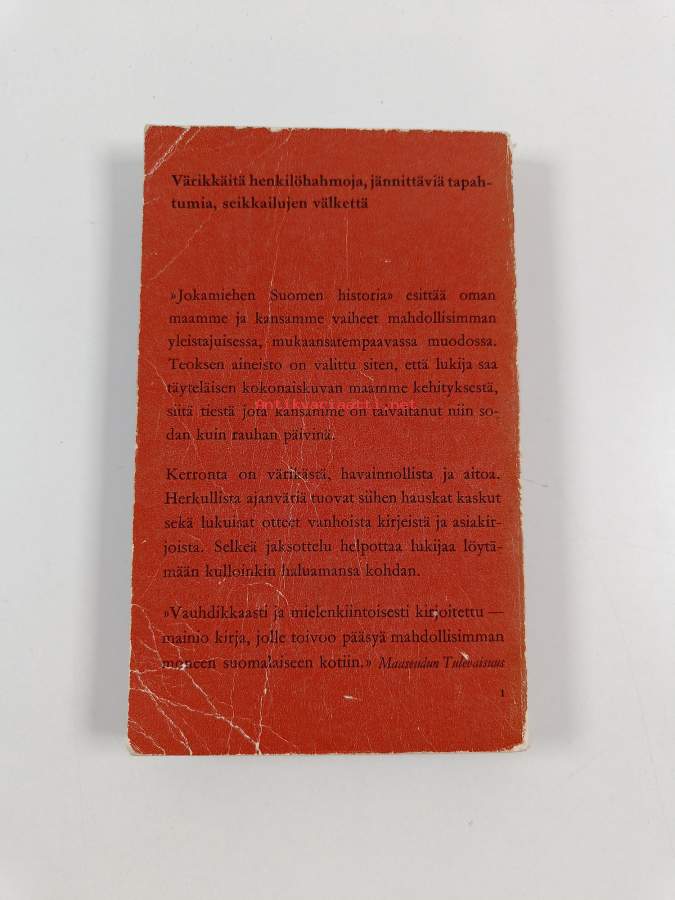 Värikkäitä henkilöhahmoja, jännittäviä tapah-
tumia, seikkailujen välkettä
»Jokamiehen Suomen historia» esittää oman
maamme ja kansamme vaiheet mahdollisimman
yleistajuisessa, mukaansatempaavassa muodossa.
Teoksen aineisto on valittu siten, että lukija saa
täyteläisen kokonaiskuvan maamme kehityksestä,
Antikvariaatti.net
siitä tiestä jota kansamme on taivaltanut niin so-
dan kuin rauhan päivinä.
Kerronta on värikästä, havainnollista ja aitoa.
Herkullista ajanväriä tuovat siihen hauskat kaskut
sekä lukuisat otteet vanhoista kirjeistä ja asiakir-
joista. Selkeä jaksottelu helpottaa lukijaa löytä-
mään kulloinkin haluamansa kohdan.
»Vauhdikkaasti ja mielenkiintoisesti kirjoitettu —
mainio kirja, jolle toivoo pääsyä mahdollisimman
moneen suomalaiseen kotiin.» Maaseudun Tulevaisuus
1